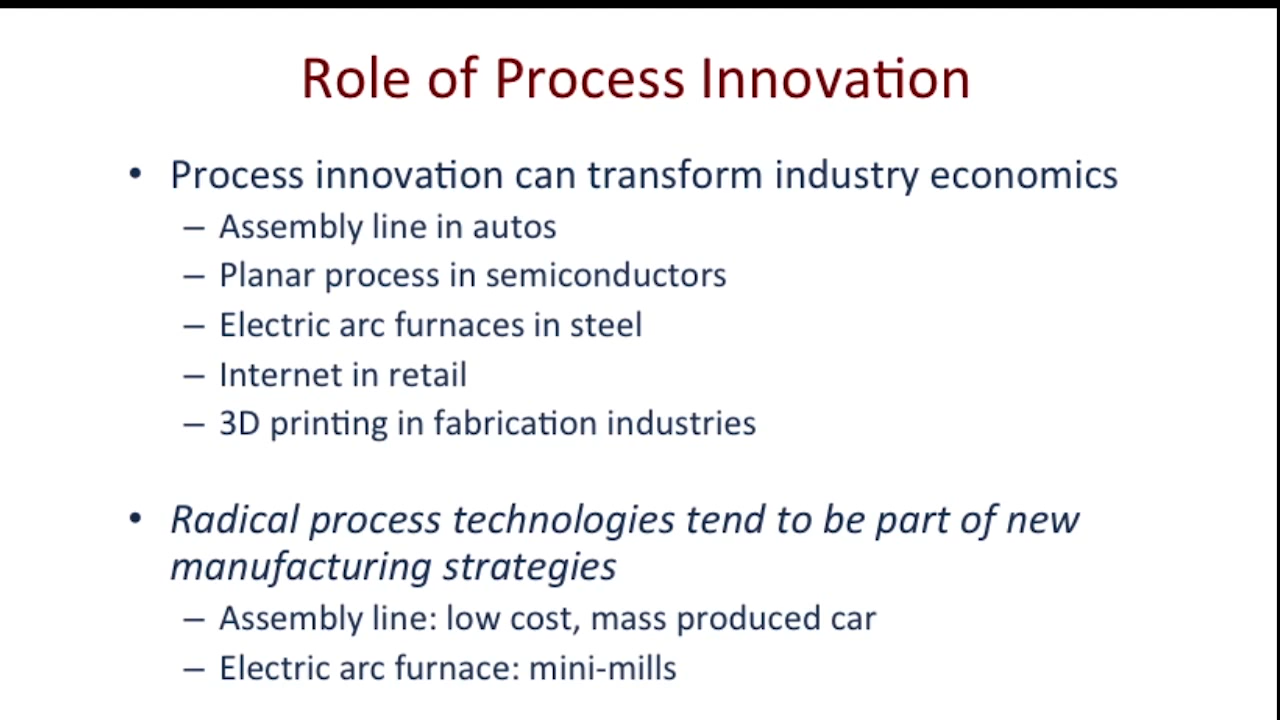 Role of Process Innovation
• Process innovation can transform industry economics
– Assembly line in autos
– Planar process in semiconductors
– Electric arc furnaces in steel
– Internet in retail
– 3D printing in fabrication industries
• Radical process technologies tend to be part of new
manufacturing strategies
– Assembly line: low cost, mass produced car
– Electric arc furnace: mini-mills